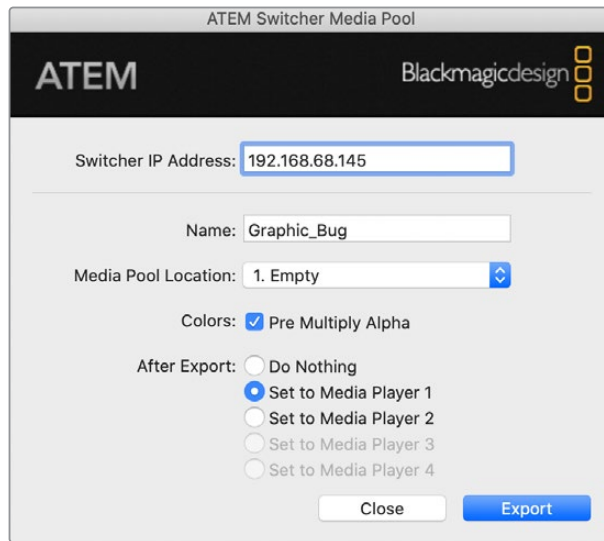 ATEM Switcher Media Pool
ATEM
Blackmagicdesign
Switcher IP Address: 192.168.68.145
Name: Graphic_Bug
Media Pool Location: 1. Empty
Colors: Pre Multiply Alpha
After Export: Do Nothing
Set to Media Player 1
Set to Media Player 2
Set to Media Player 3
Set to Media Player 4
Close Export